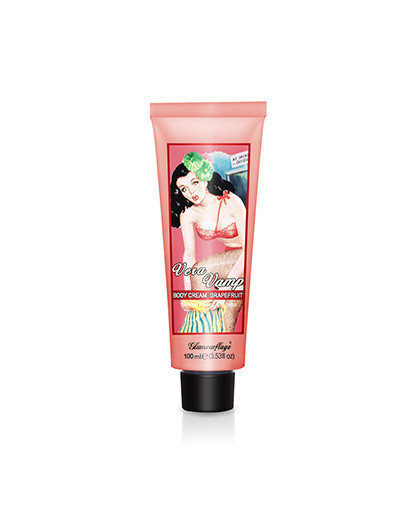 Vera
Vamp
BODY CREAM-GRAPEFRUIT
Glamourflage®
100 ml ℮ (3.53fl oz)